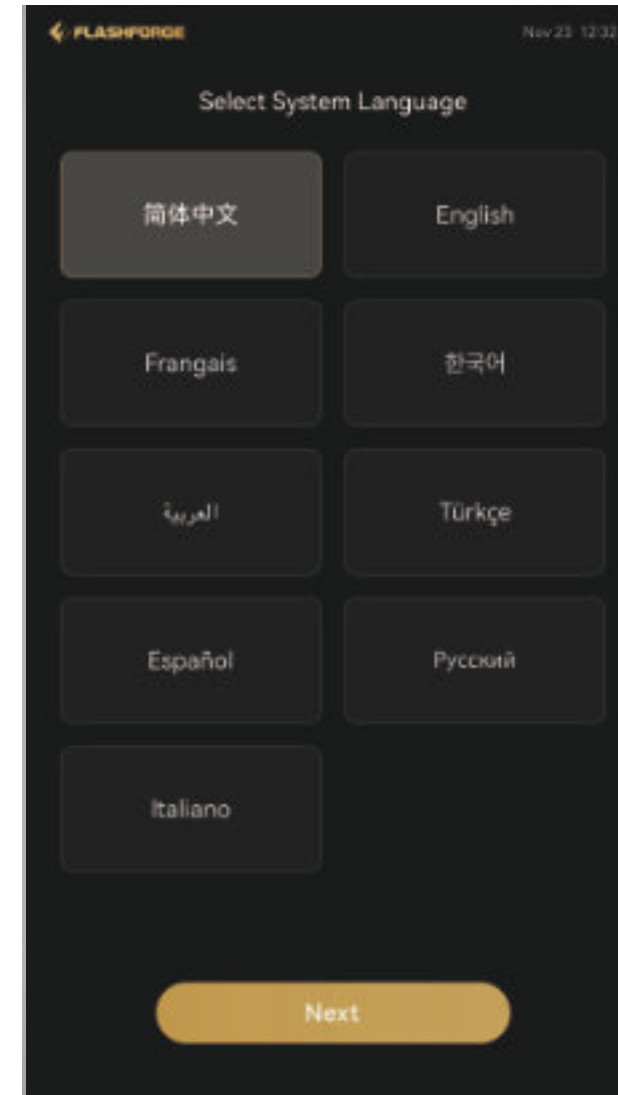 FLASHFORGE
Nov 23 12:32
Select System Language
简体中文
English
Frangais
한국어
العربية
Türkçe
Español
Русский
Italiano
Next